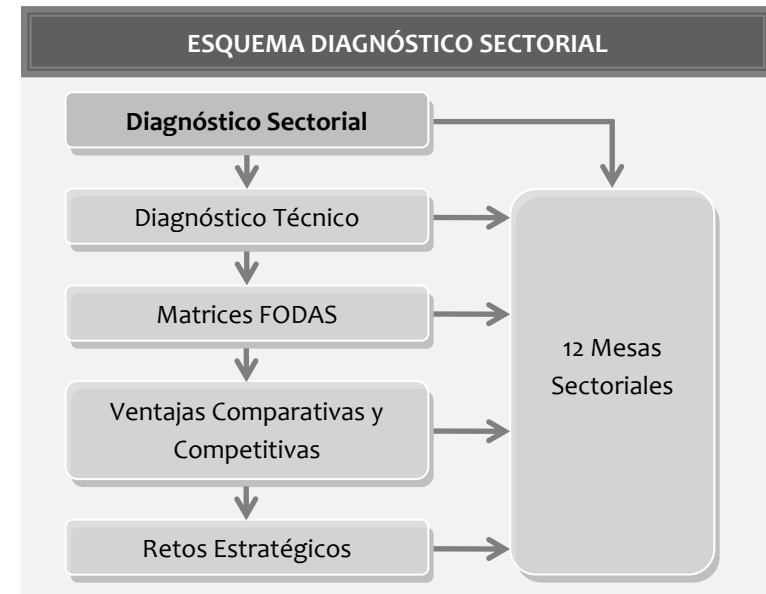 ESQUEMA DIAGNÓSTICO SECTORIAL
Diagnóstico Sectorial
Diagnóstico Técnico
Matrices FODAS
Ventajas Comparativas y
Competitivas
Retos Estratégicos
12 Mesas
Sectoriales